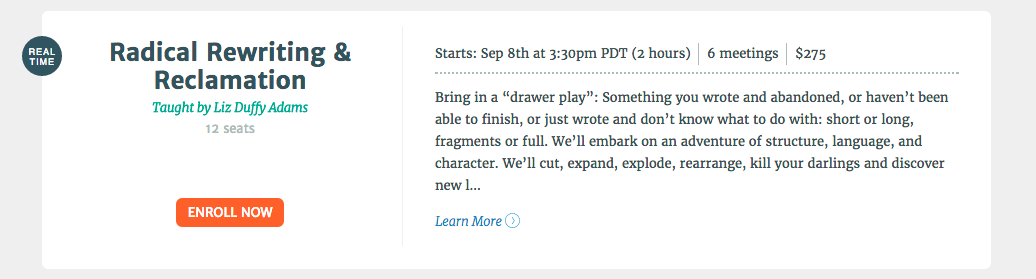 REAL
TIME
Radical Rewriting &
Reclamation
Taught by Liz Duffy Adams
12 seats
ENROLL NOW
Starts: Sep 8th at 3:30pm PDT (2 hours) | 6 meetings | $275
Bring in a “drawer play”: Something you wrote and abandoned, or haven’t been
able to finish, or just wrote and don’t know what to do with: short or long,
fragments or full. We’ll embark on an adventure of structure, language, and
character. We’ll cut, expand, explode, rearrange, kill your darlings and discover
new l...
Learn More